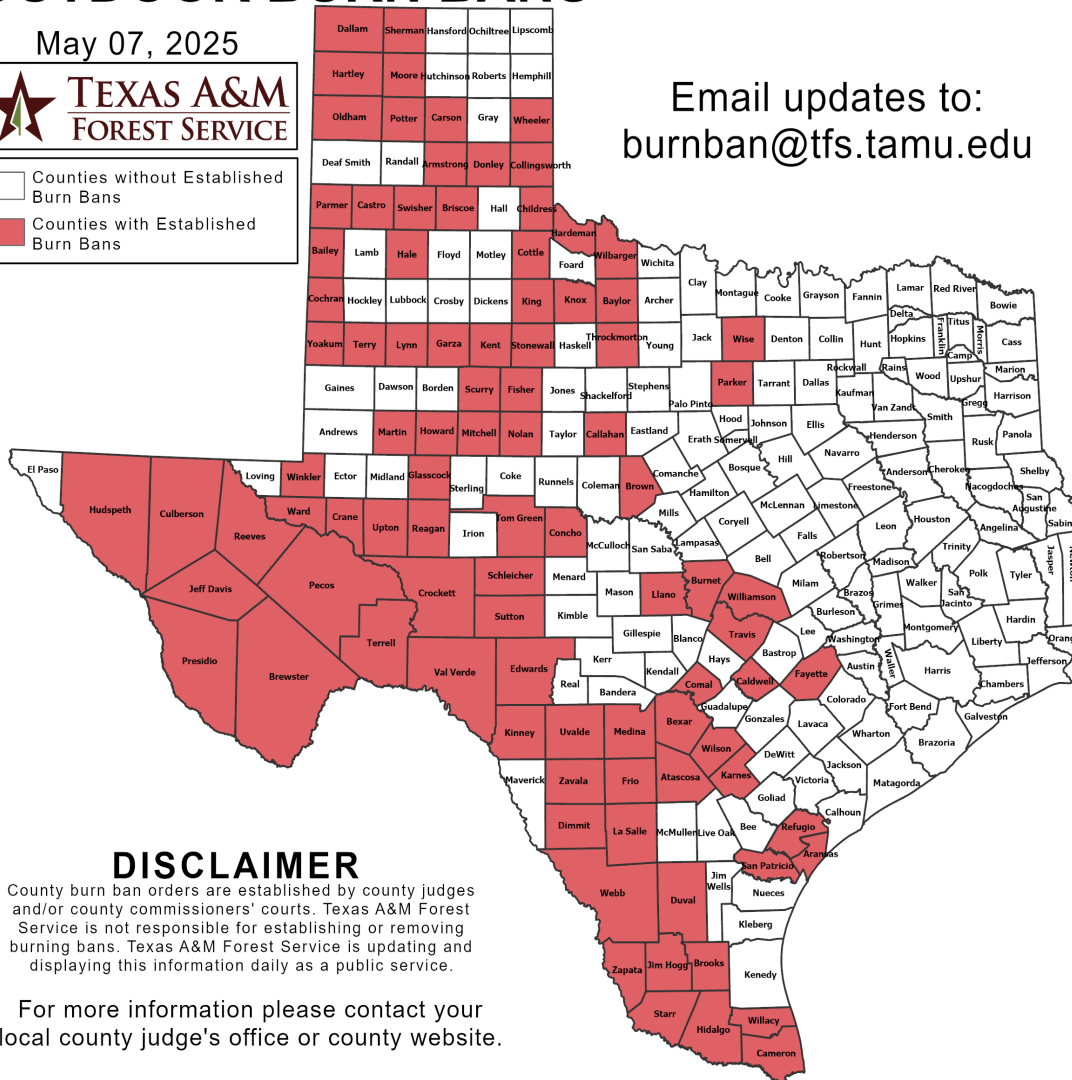 May 07, 2025
TEXAS A&M
FOREST SERVICE
Counties without Established
Burn Bans
Counties with Established
Burn Bans
Email updates to:
burnban@tfs.tamu.edu
Dallam Sherman Hansford Ochiltree Lipscomb
Hartley Moore Hutchinson Roberts Hemphill
Oldham Potter Carson Gray Wheeler
Deaf Smith Randall Armstrong Donley Collingsworth
Parmer Castro Swisher Briscoe Hall Childress
Hardeman
Bailey Lamb Hale Floyd Motley Cottle Foard Wilbarger Wichita
Clay Montague Cooke Grayson Fannin Lamar Red River Bowie
Cochran Hockley Lubbock Crosby Dickens King Knox Baylor Archer
Delta Franklin Titus Morris Cass
Yoakum Terry Lynn Garza Kent Stonewall Haskell Throckmorton Young Jack Wise Denton Collin Hunt Hopkins Camp
Rockwall Rains Wood Upshur Marion
Gaines Dawson Borden Scurry Fisher Jones Shackelford Stephens Palo Pinto Parker Tarrant Dallas Kaufman Van Zandt Smith Gregg Harrison
Andrews Martin Howard Mitchell Nolan Taylor Callahan Eastland Erath Hood Somervell Johnson Ellis Henderson Rusk Panola
El Paso Loving Winkler Ector Midland Glasscock Sterling Coke Runnels Coleman Brown Comanche Bosque Hill Navarro Anderson Cherokee Shelby
Hudspeth Culberson Reeves Ward Crane Upton Reagan Irion Tom Green Concho Mills Hamilton McLennan Limestone Freestone Nacogdoches San
Augustine
McCulloch San Saba Lampasas Coryell Falls Leon Houston Angelina
Jeff Davis Pecos Crockett Schleicher Menard Mason Llano Burnet Bell Robertson Madison Trinity Jasper
Terrell Sutton Kimble Williamson Milam Brazos Grimes Walker San
Jacinto Polk Tyler
Presidio Brewster Val Verde Edwards Gillespie Blanco Travis Lee Burleson Washington Montgomery Liberty Hardin
Real Kerr Kendall Bandera Hays Bastrop Fayette Austin Waller Harris Chambers Jefferson
Kinney Uvalde Medina Bexar Comal Caldwell Guadalupe Gonzales Lavaca Colorado Fort Bend Galveston
Wilson DeWitt Wharton Brazoria
Maverick Zavala Frio Atascosa Karnes Victoria Jackson Matagorda
Goliad Calhoun
Dimmit La Salle McMullen Live Oak Bee Refugio
Aransas
San Patricio
Webb Duval Jim
Wells Nueces
Kleberg
Zapata Jim Hogg Brooks Kenedy
Starr Hidalgo Willacy
Cameron
DISCLAIMER
County burn ban orders are established by county judges
and/or county commissioners' courts. Texas A&M Forest
Service is not responsible for establishing or removing
burning bans. Texas A&M Forest Service is updating and
displaying this information daily as a public service.
For more information please contact your
local county judge's office or county website.